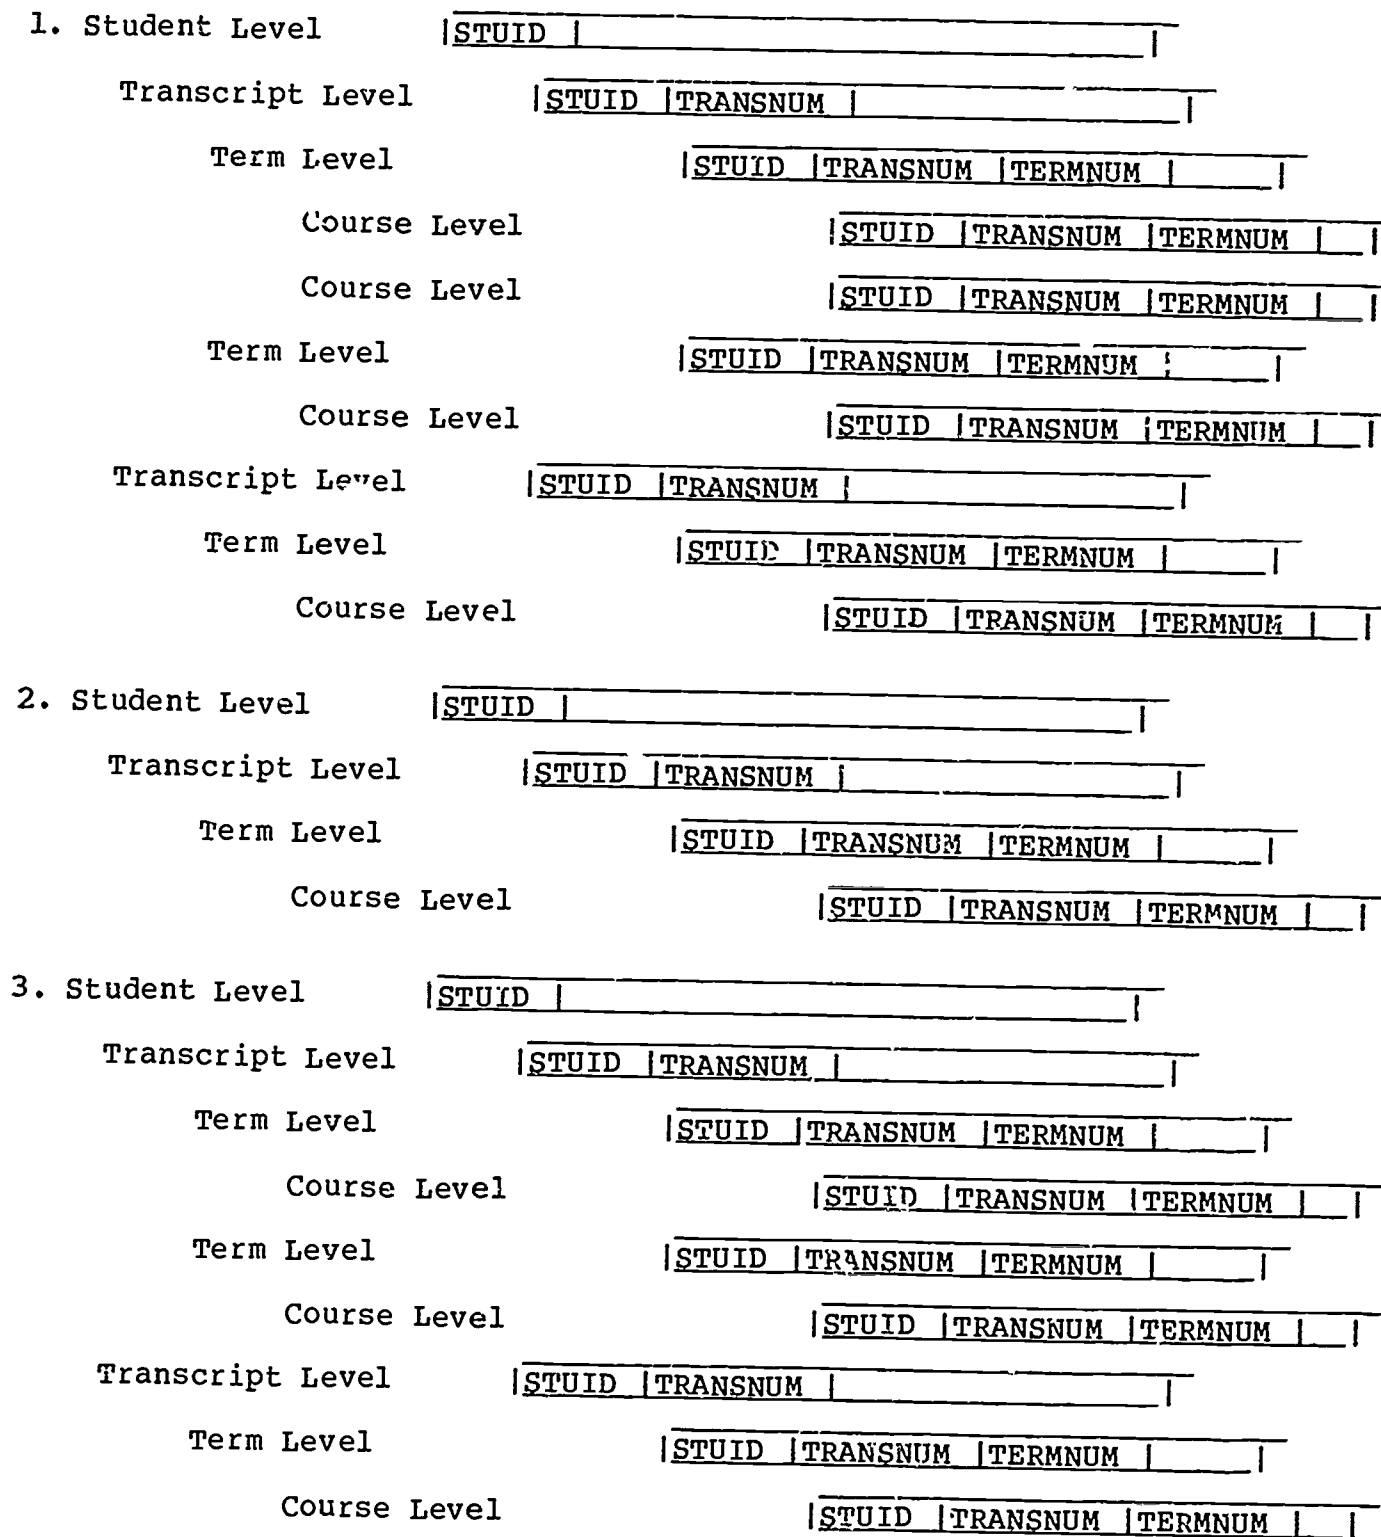 1. Student Level |STUID |
Transcript Level |STUID |TRANSNUM |
Term Level |STUID |TRANSNUM |TERMNUM |
Course Level |STUID |TRANSNUM |TERMNUM |
Course Level |STUID |TRANSNUM |TERMNUM |
Term Level |STUID |TRANSNUM |TERMNUM |
Course Level |STUID |TRANSNUM |TERMNUM |
Transcript Level |STUID |TRANSNUM |
Term Level |STUID |TRANSNUM |TERMNUM |
Course Level |STUID |TRANSNUM |TERMNUM |
2. Student Level |STUID |
Transcript Level |STUID |TRANSNUM |
Term Level |STUID |TRANSNUM |TERMNUM |
Course Level |STUID |TRANSNUM |TERMNUM |
3. Student Level |STUID |
Transcript Level |STUID |TRANSNUM |
Term Level |STUID |TRANSNUM |TERMNUM |
Course Level |STUID |TRANSNUM |TERMNUM |
Term Level |STUID |TRANSNUM |TERMNUM |
Course Level |STUID |TRANSNUM |TERMNUM |
Transcript Level |STUID |TRANSNUM |
Term Level |STUID |TRANSNUM |TERMNUM |
Course Level |STUID |TRANSNUM |TERMNUM |